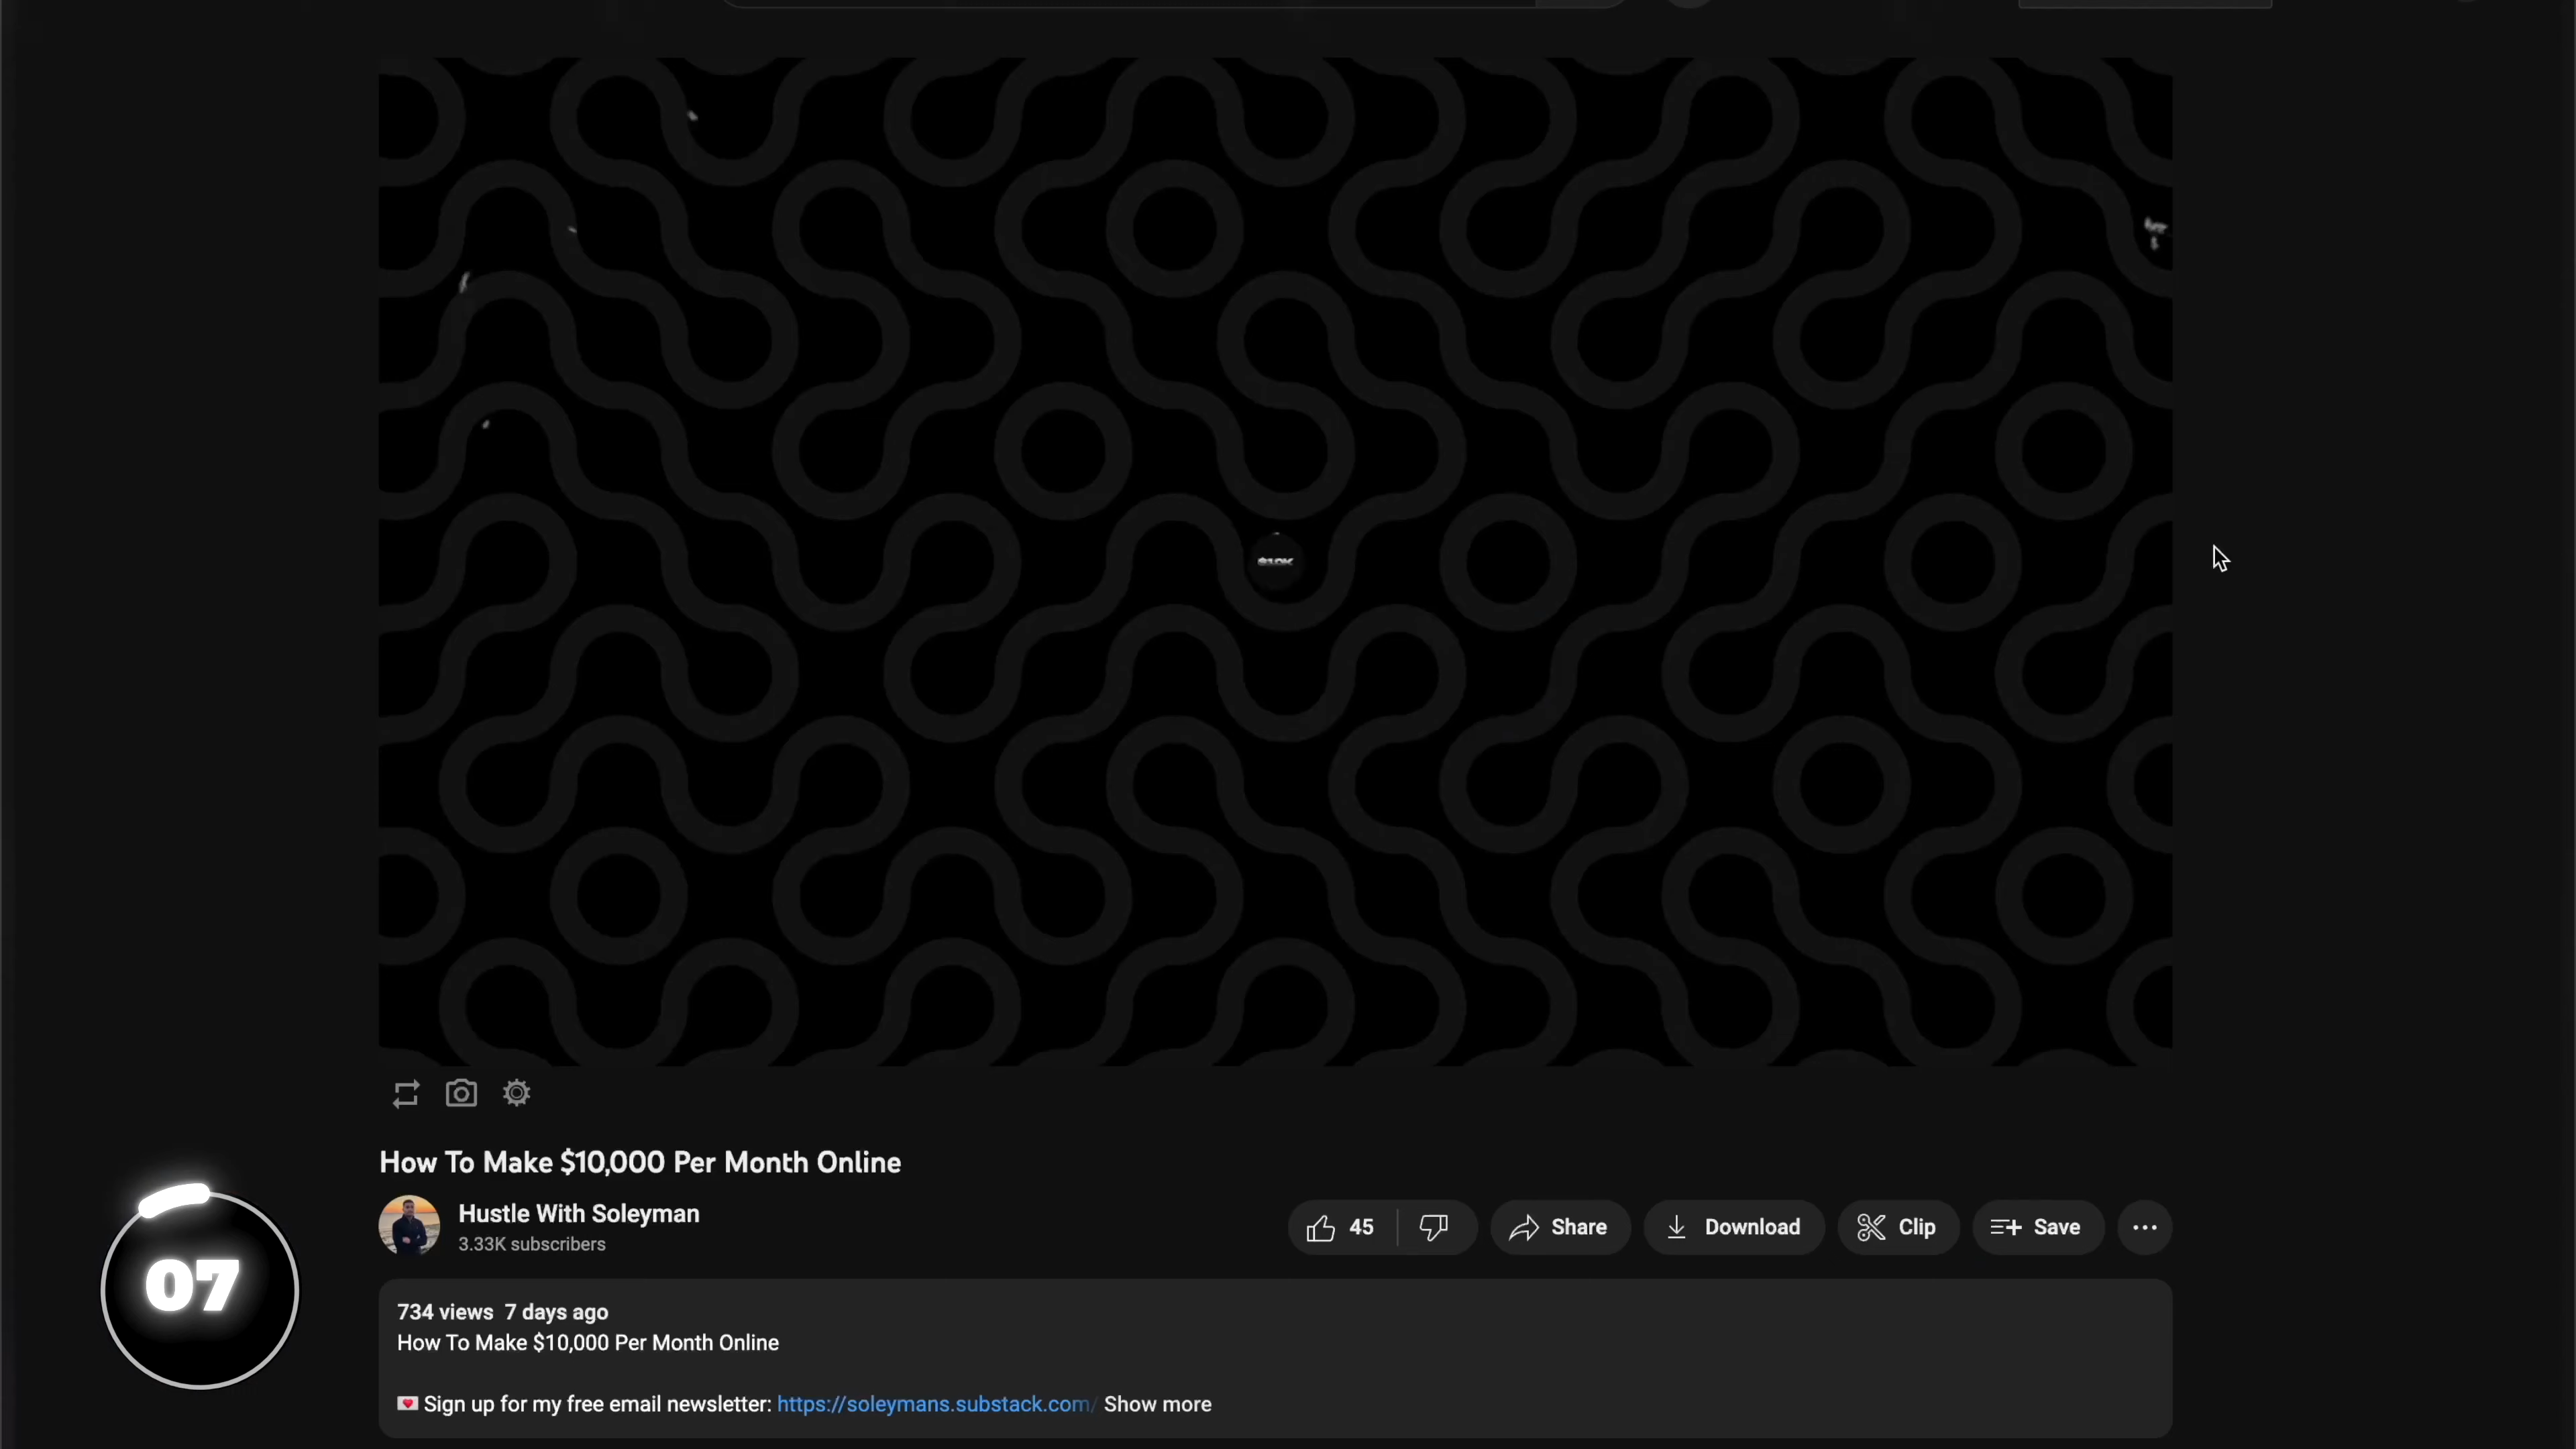 $10K
How To Make $10,000 Per Month Online
Hustle With Soleyman
3.33K subscribers
45
Share
Download
Clip
Save
07
734 views 7 days ago
How To Make $10,000 Per Month Online
💌 Sign up for my free email newsletter: https://soleymans.substack.com/ Show more